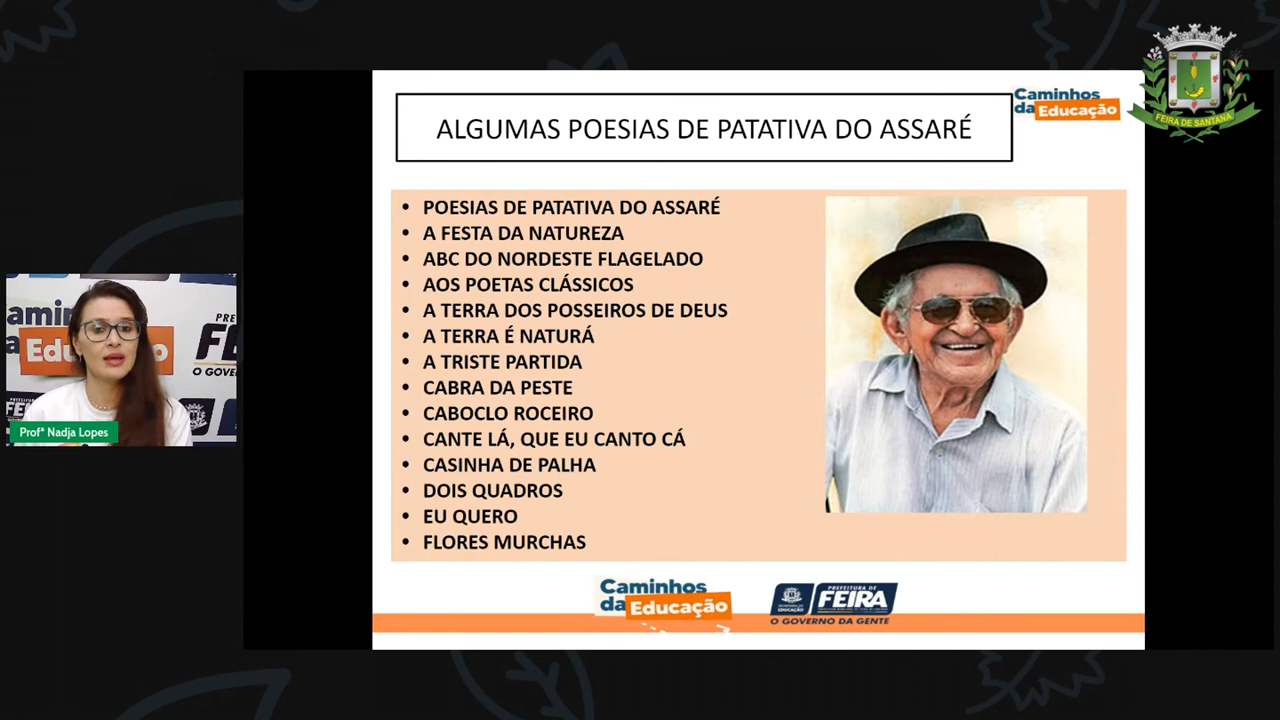 FEIRA DE SANTANA
Caminhos
da Educação
ALGUMAS POESIAS DE PATATIVA DO ASSARÉ
• POESIAS DE PATATIVA DO ASSARÉ
• A FESTA DA NATUREZA
• ABC DO NORDESTE FLAGELADO
• AOS POETAS CLÁSSICOS
• A TERRA DOS POSSEIROS DE DEUS
• A TERRA É NATURÁ
• A TRISTE PARTIDA
• CABRA DA PESTE
• CABOCLO ROCEIRO
• CANTE LÁ, QUE EU CANTO CÁ
• CASINHA DE PALHA
• DOIS QUADROS
• EU QUERO
• FLORES MURCHAS
Profª Nadja Lopes
Caminhos
da Educação
PREFEITURA DE
FEIRA
O GOVERNO DA GENTE